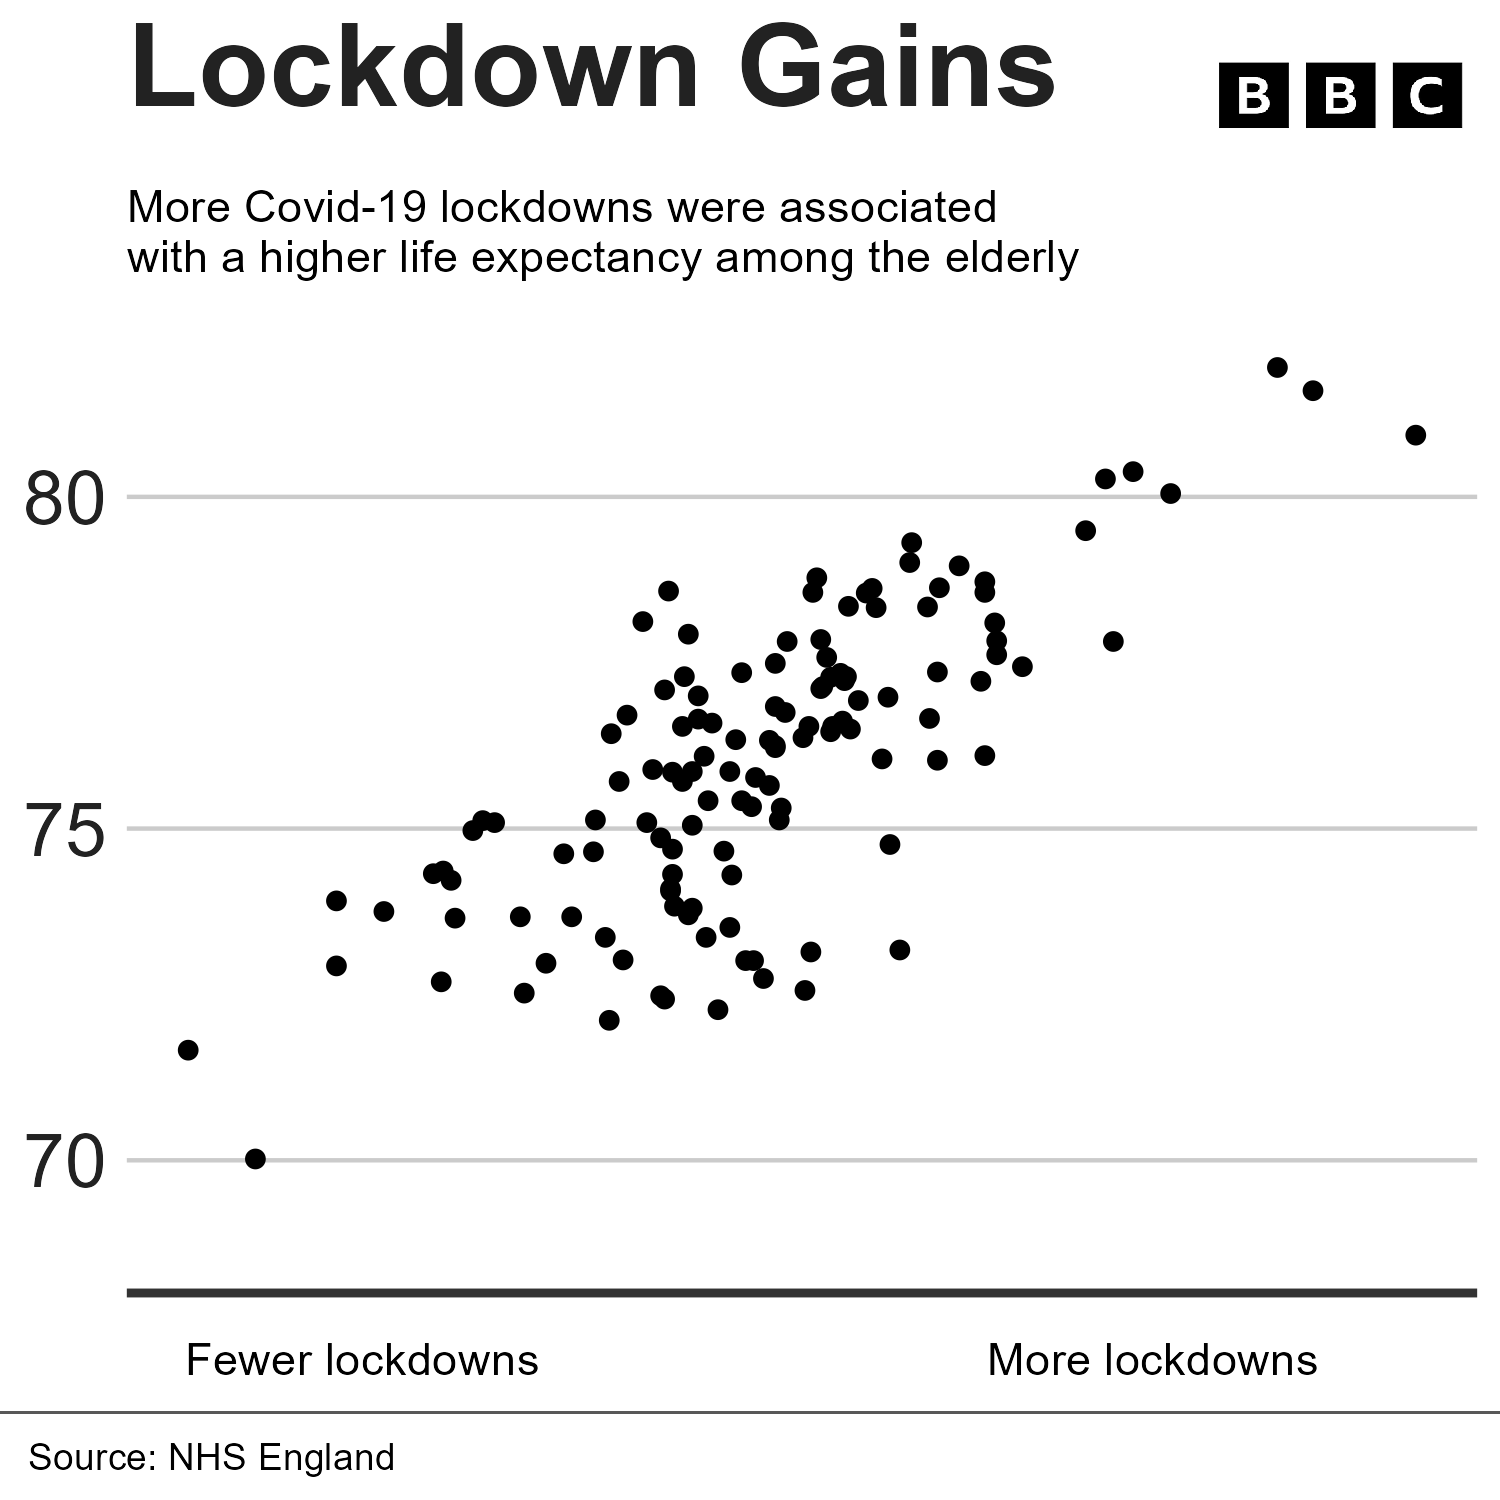 Lockdown Gains
BBC
More Covid-19 lockdowns were associated
with a higher life expectancy among the elderly
80
75
70
Fewer lockdowns
More lockdowns
Source: NHS England